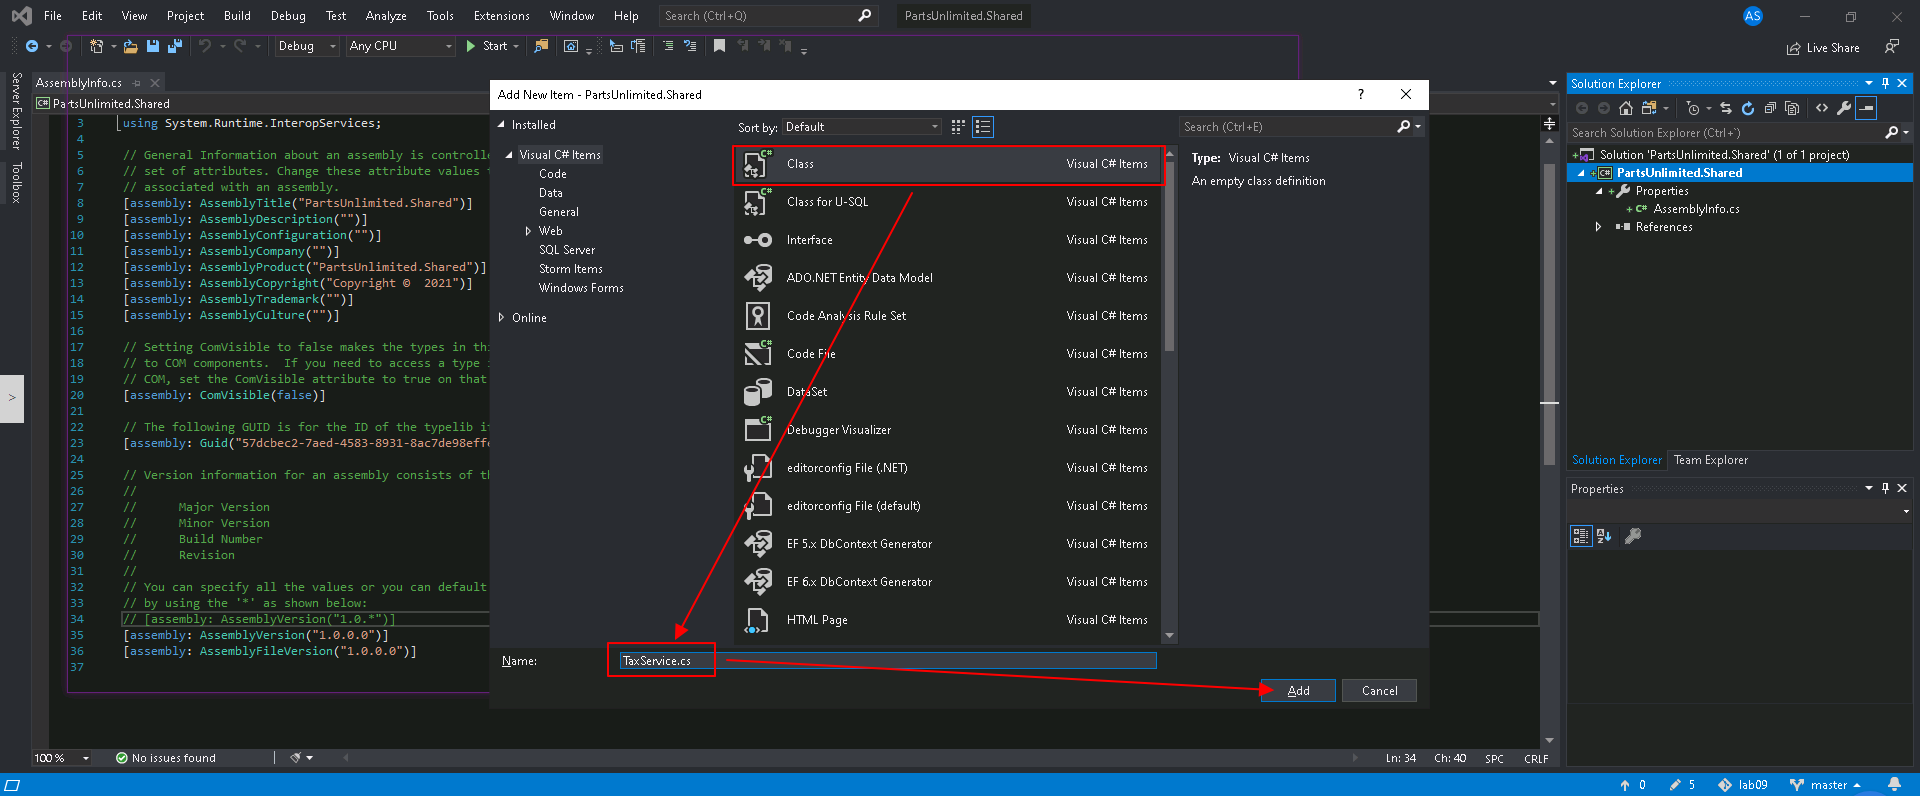 File Edit View Project Build Debug Test Analyze Tools Extensions Window Help Search (Ctrl+Q) PartsUnlimited.Shared AS
Debug Any CPU Start Live Share
Server Explorer
Toolbox
AssemblyInfo.cs
C# PartsUnlimited.Shared
3 using System.Runtime.InteropServices;
4
5 // General Information about an assembly is controlle
6 // set of attributes. Change these attribute values
7 // associated with an assembly.
8 [assembly: AssemblyTitle("PartsUnlimited.Shared")]
9 [assembly: AssemblyDescription("")]
10 [assembly: AssemblyConfiguration("")]
11 [assembly: AssemblyCompany("")]
12 [assembly: AssemblyProduct("PartsUnlimited.Shared")]
13 [assembly: AssemblyCopyright("Copyright © 2021")]
14 [assembly: AssemblyTrademark("")]
15 [assembly: AssemblyCulture("")]
16
17 // Setting ComVisible to false makes the types in thi
18 // to COM components. If you need to access a type i
19 // COM, set the ComVisible attribute to true on that
20 [assembly: ComVisible(false)]
21
22 // The following GUID is for the ID of the typelib i
23 [assembly: Guid("57dcbec2-7aed-4583-8931-8ac7de98eff
24
25 // Version information for an assembly consists of th
26 //
27 // Major Version
28 // Minor Version
29 // Build Number
30 // Revision
31 //
32 // You can specify all the values or you can default
33 // by using the '*' as shown below:
34 // [assembly: AssemblyVersion("1.0.*")]
35 [assembly: AssemblyVersion("1.0.0.0")]
36 [assembly: AssemblyFileVersion("1.0.0.0")]
37
Add New Item - PartsUnlimited.Shared ?
Installed
Visual C# Items
Code
Data
General
Web
SQL Server
Storm Items
Windows Forms
Online
Sort by: Default
Search (Ctrl+E)
Class Visual C# Items
Class for U-SQL Visual C# Items
Interface Visual C# Items
ADO.NET Entity Data Model Visual C# Items
Code Analysis Rule Set Visual C# Items
Code File Visual C# Items
DataSet Visual C# Items
Debugger Visualizer Visual C# Items
editorconfig File (.NET) Visual C# Items
editorconfig File (default) Visual C# Items
EF 5.x DbContext Generator Visual C# Items
EF 6.x DbContext Generator Visual C# Items
HTML Page Visual C# Items
Type: Visual C# Items
An empty class definition
Name: TaxService.cs
Add Cancel
Solution Explorer
Search Solution Explorer (Ctrl+')
Solution 'PartsUnlimited.Shared' (1 of 1 project)
C# PartsUnlimited.Shared
Properties
C# AssemblyInfo.cs
References
Solution Explorer Team Explorer
Properties
100 % No issues found Ln: 34 Ch: 40 SPC CRLF
0 5 lab09 master